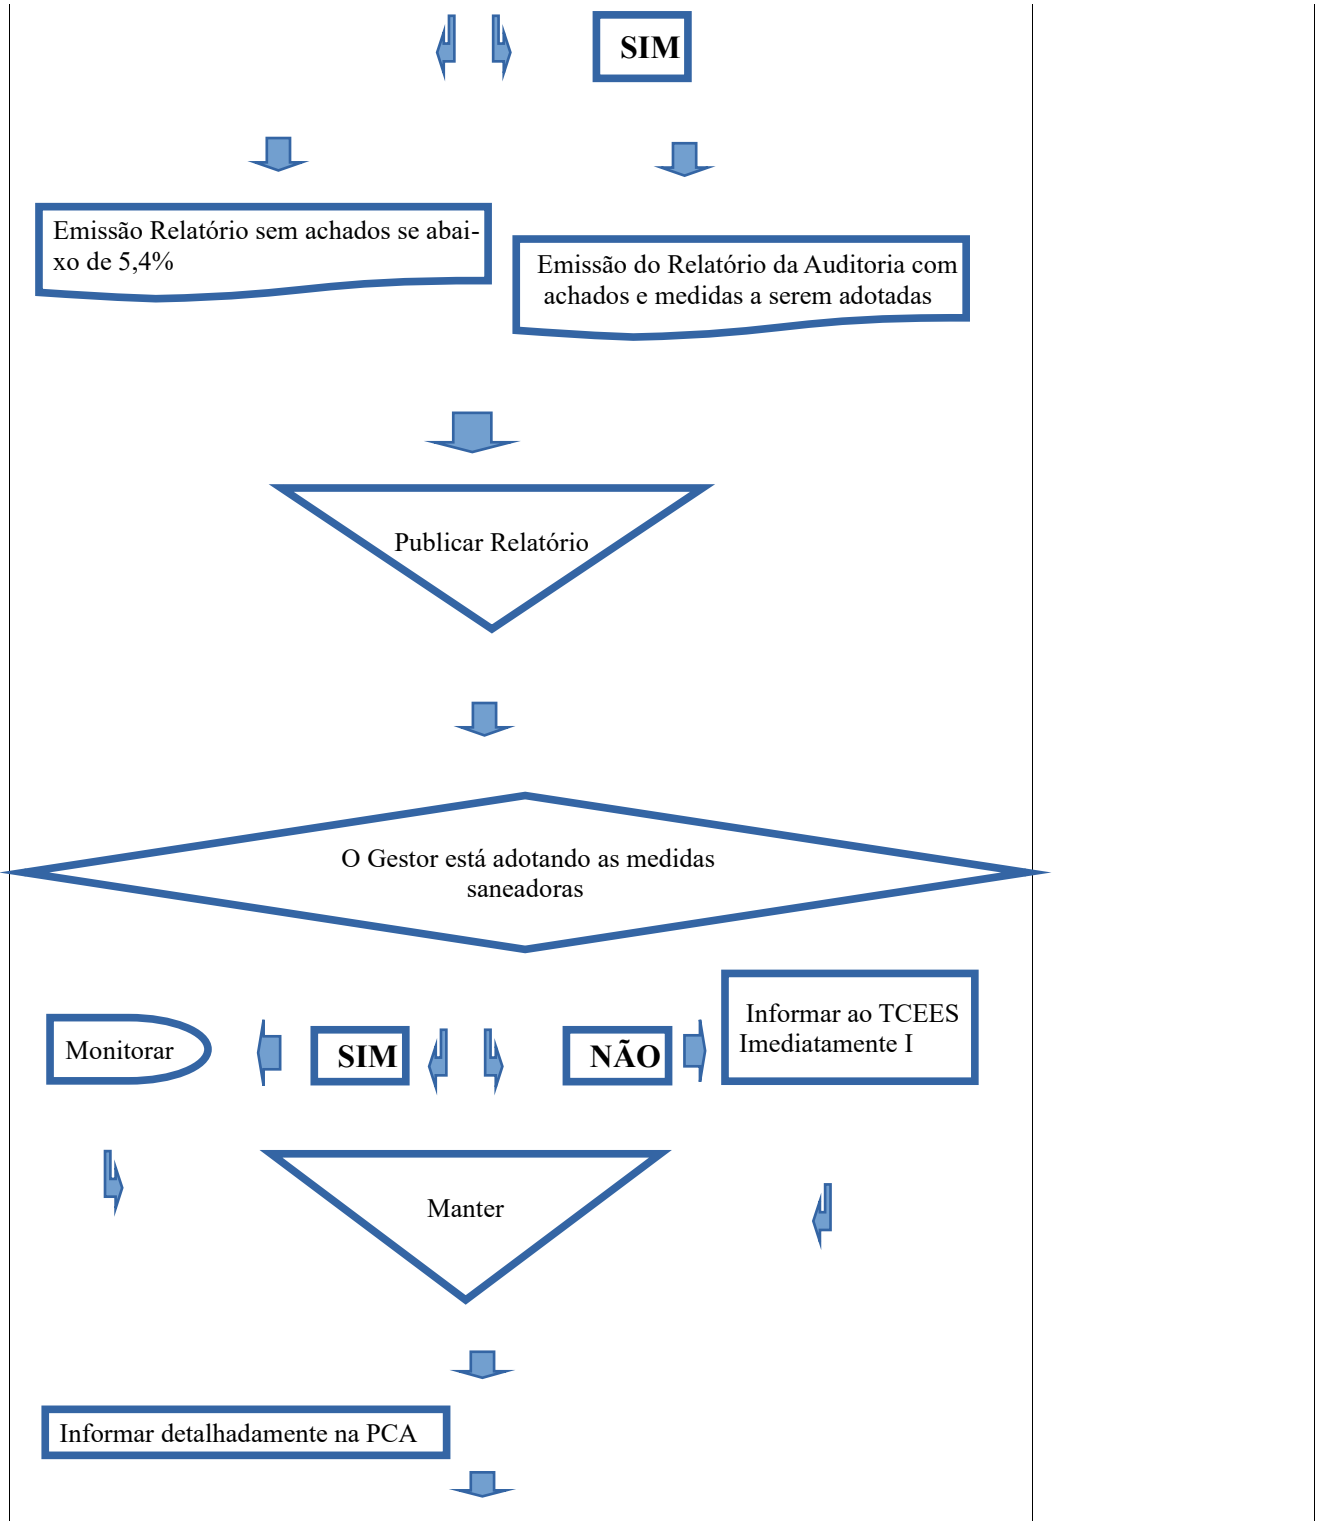 SIM
Emissão Relatório sem achados se abai-
xo de 5,4%
Emissão do Relatório da Auditoria com
achados e medidas a serem adotadas
Publicar Relatório
O Gestor está adotando as medidas
saneadoras
Monitorar
SIM
NÃO
Informar ao TCEES
Imediatamente I
Manter
Informar detalhadamente na PCA